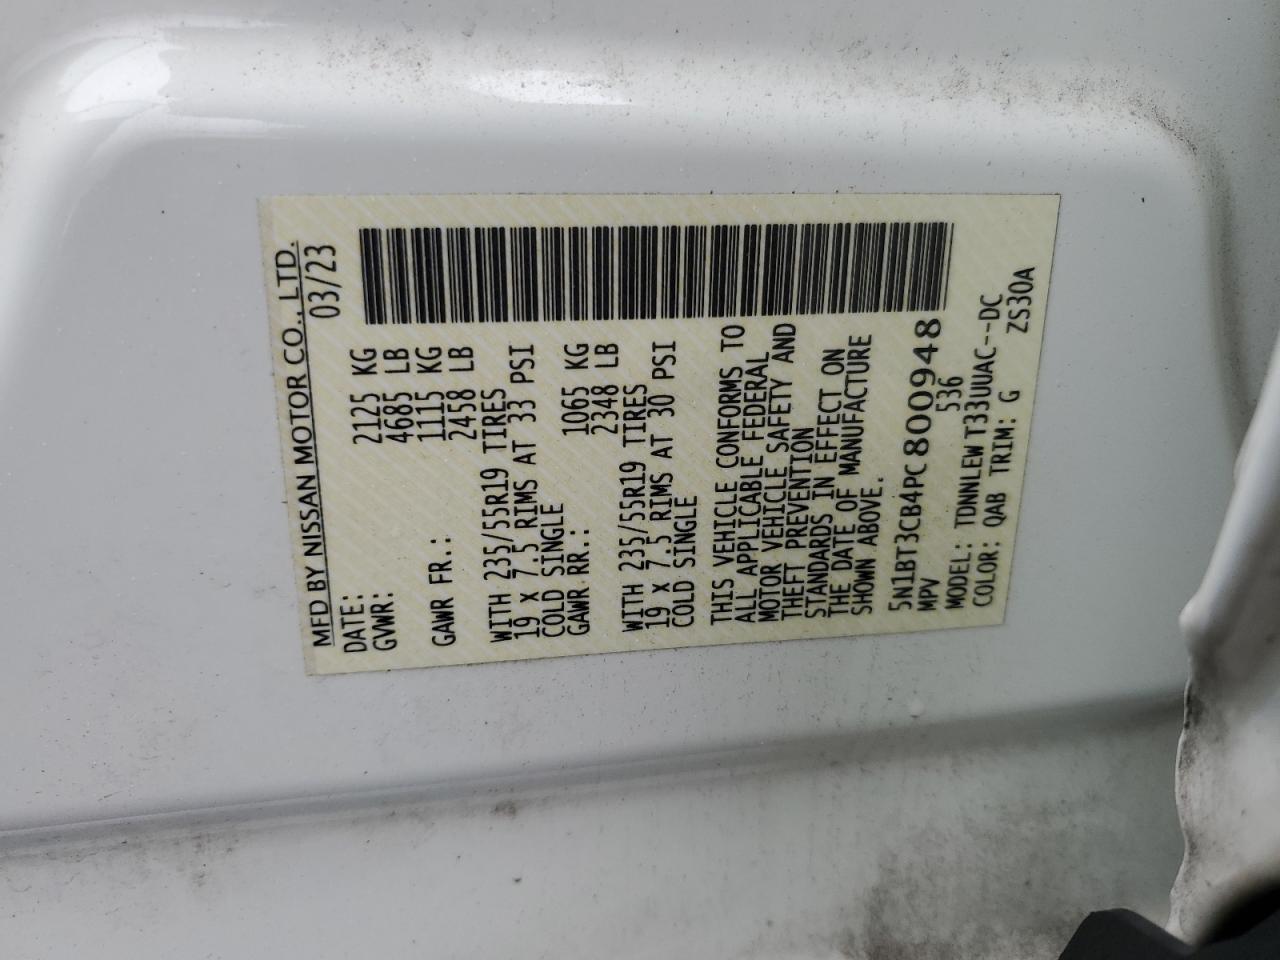 MFD BY NISSAN MOTOR CO., LTD.
DATE: 03/23
GVWR: 2125 KG
4685 LB
GAWR FR.: 1115 KG
2458 LB
WITH 235/55R19 TIRES
19 X 7.5 RIMS AT 33 PSI
COLD SINGLE
GAWR RR.: 1065 KG
2348 LB
WITH 235/55R19 TIRES
19 X 7.5 RIMS AT 30 PSI
COLD SINGLE
THIS VEHICLE CONFORMS TO
ALL APPLICABLE FEDERAL
MOTOR VEHICLE SAFETY AND
THEFT PREVENTION
STANDARDS IN EFFECT ON
THE DATE OF MANUFACTURE
SHOWN ABOVE.
5N1BT3CB4PC800948
MPV 536
MODEL: TDNNLEW T33UUAC--DC
COLOR: QAB TRIM: G ZS30A